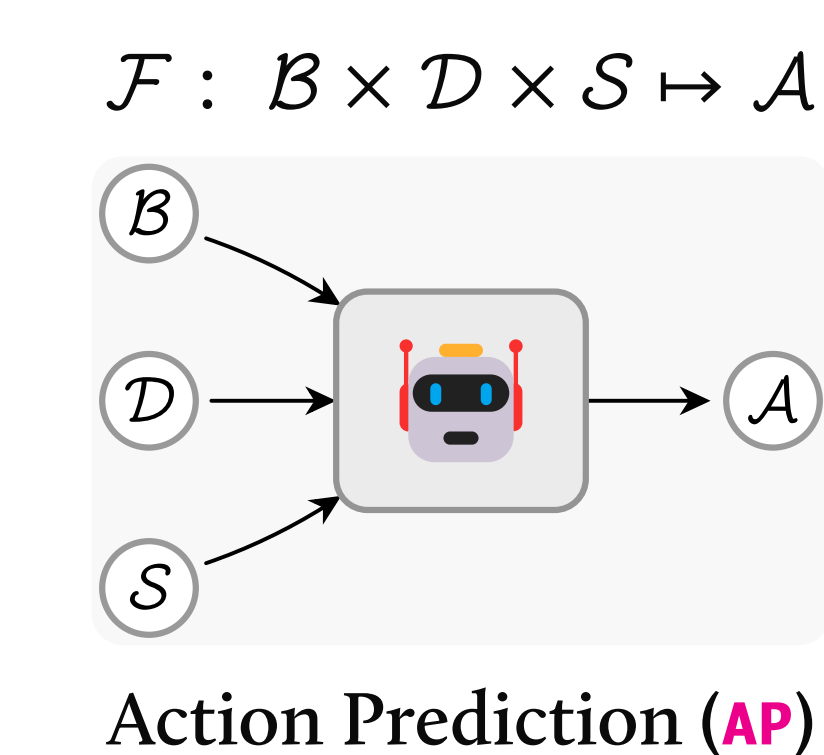 ℱ : ℬ × 𝒟 × 𝒮 ↦ 𝒜
ℬ
𝒟
𝒜
𝒮
Action Prediction (AP)